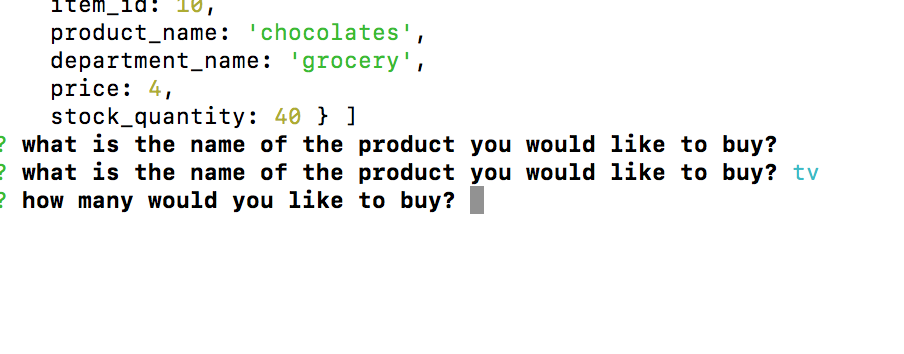 item_id: 10,
product_name: 'chocolates',
department_name: 'grocery',
price: 4,
stock_quantity: 40 } ]
? what is the name of the product you would like to buy?
? what is the name of the product you would like to buy? tv
? how many would you like to buy?